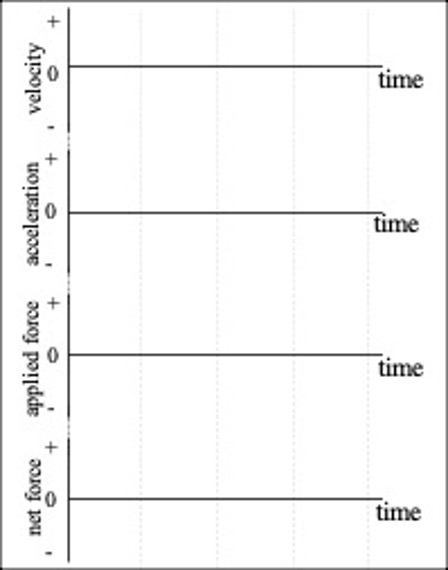 +
velocity
0
time
-
+
acceleration
0
time
-
+
applied force
0
time
-
+
net force
0
time
-